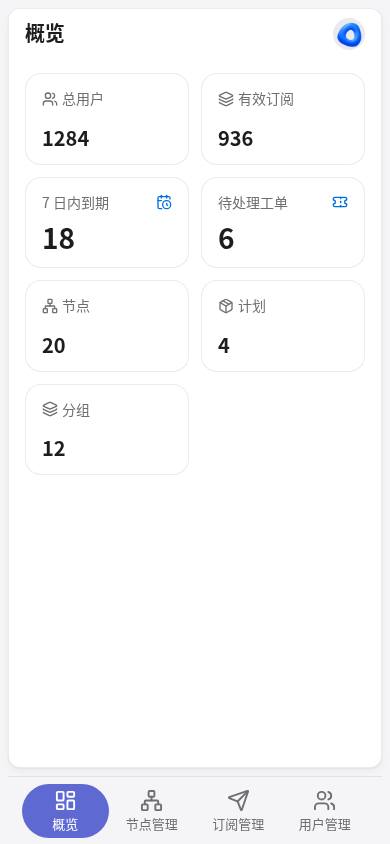 概览
总用户
1284
有效订阅
936
7 日内到期
18
待处理工单
6
节点
20
计划
4
分组
12
概览
节点管理
订阅管理
用户管理